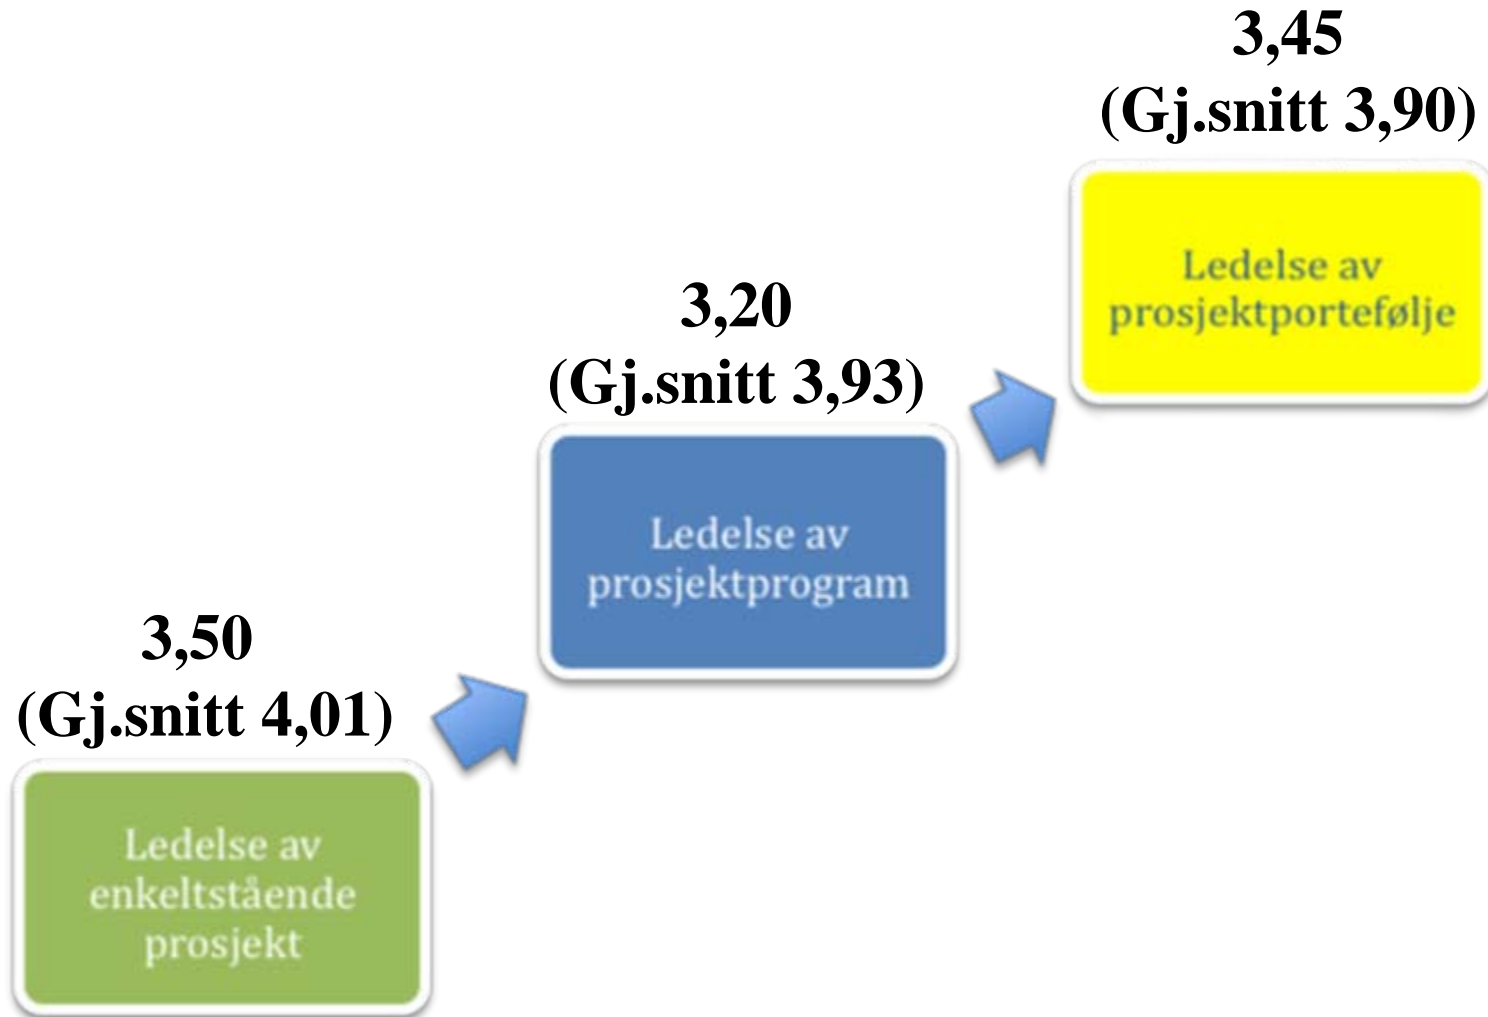 3,45
(Gj.snitt 3,90)
Ledelse av
prosjektportefølje
3,20
(Gj.snitt 3,93)
Ledelse av
prosjektprogram
3,50
(Gj.snitt 4,01)
Ledelse av
enkeltstående
prosjekt